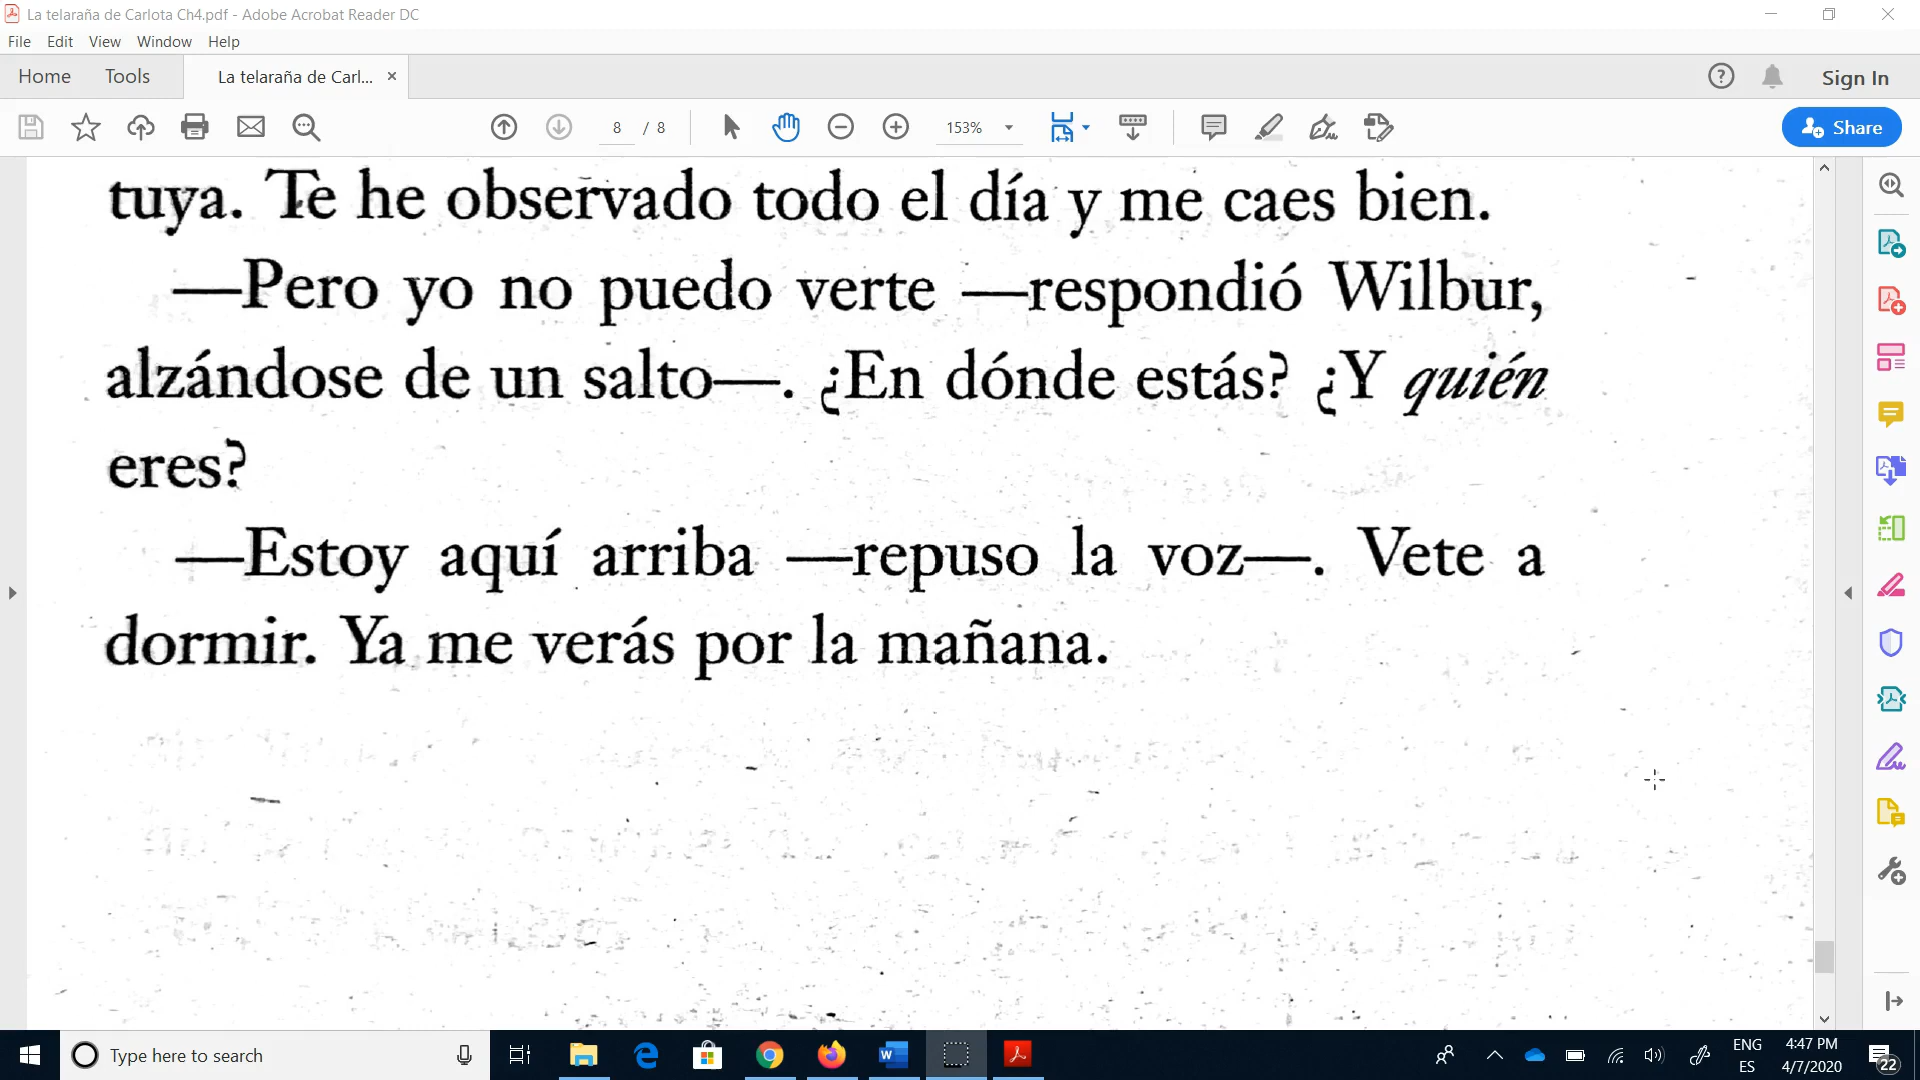 La telaraña de Carlota Ch4.pdf - Adobe Acrobat Reader DC
File Edit View Window Help
Home Tools La telaraña de Carl... × ? Sign In
8 / 8 153% Share
tuya. Te he observado todo el día y me caes bien.
—Pero yo no puedo verte —respondió Wilbur,
alzándose de un salto—. ¿En dónde estás? ¿Y quién
eres?
—Estoy aquí arriba —repuso la voz—. Vete a
dormir. Ya me verás por la mañana.
Type here to search
ENG 4:47 PM
ES 4/7/2020 22